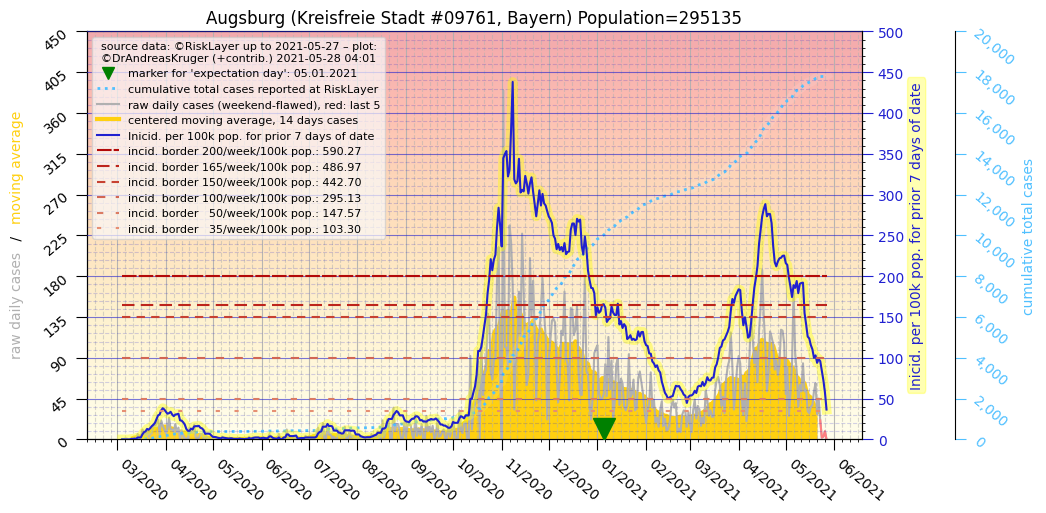 Augsburg (Kreisfreie Stadt #09761, Bayern) Population=295135
source data: ©RiskLayer up to 2021-05-27 – plot:
©DrAndreasKruger (+contrib.) 2021-05-28 04:01
marker for 'expectation day': 05.01.2021
cumulative total cases reported at RiskLayer
raw daily cases (weekend-flawed), red: last 5
centered moving average, 14 days cases
Inicid. per 100k pop. for prior 7 days of date
incid. border 200/week/100k pop.: 590.27
incid. border 165/week/100k pop.: 486.97
incid. border 150/week/100k pop.: 442.70
incid. border 100/week/100k pop.: 295.13
incid. border 50/week/100k pop.: 147.57
incid. border 35/week/100k pop.: 103.30
raw daily cases / moving average
450
405
360
315
270
225
180
135
90
45
0
03/2020
04/2020
05/2020
06/2020
07/2020
08/2020
09/2020
10/2020
11/2020
12/2020
01/2021
02/2021
03/2021
04/2021
05/2021
06/2021
500
450
400
350
300
250
200
150
100
50
0
Inicid. per 100k pop. for prior 7 days of date
20,000
18,000
16,000
14,000
12,000
10,000
8,000
6,000
4,000
2,000
0
cumulative total cases